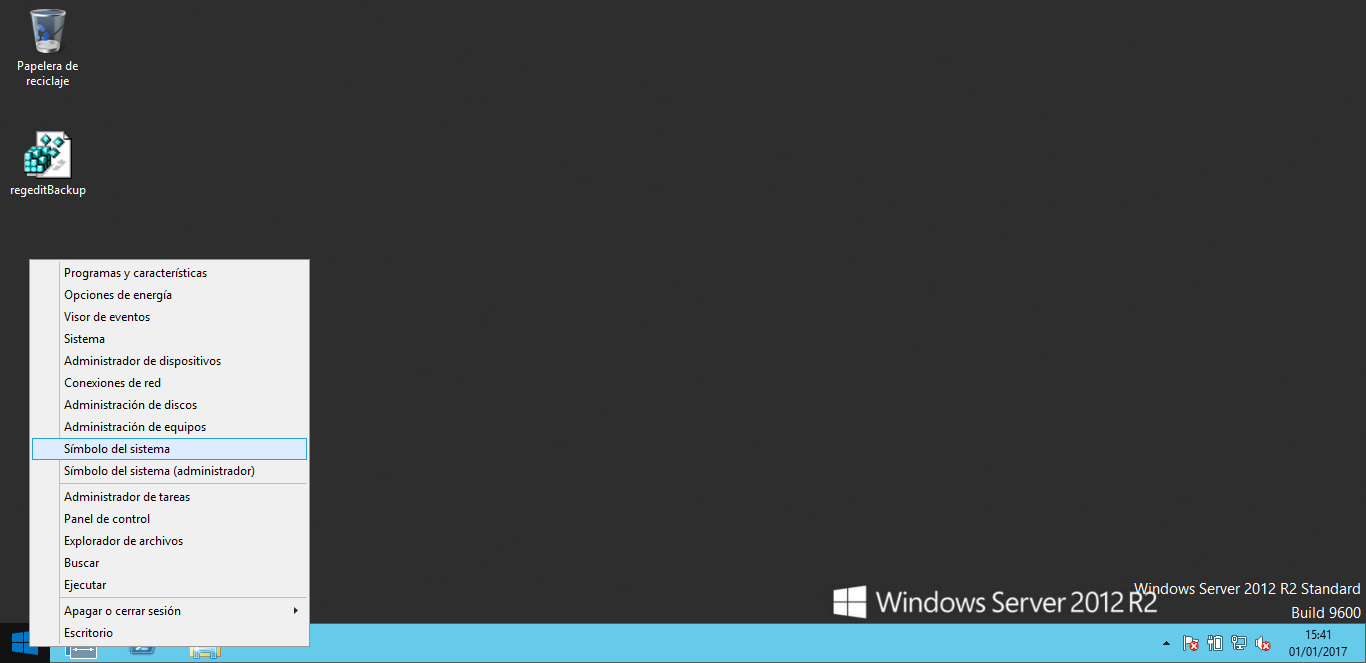 Papelera de
reciclaje
regeditBackup
Programas y características
Opciones de energía
Visor de eventos
Sistema
Administrador de dispositivos
Conexiones de red
Administración de discos
Administración de equipos
Símbolo del sistema
Símbolo del sistema (administrador)
Administrador de tareas
Panel de control
Explorador de archivos
Buscar
Ejecutar
Apagar o cerrar sesión
Escritorio
Windows Server 2012 R2
Windows Server 2012 R2 Standard
Build 9600
15:41
01/01/2017